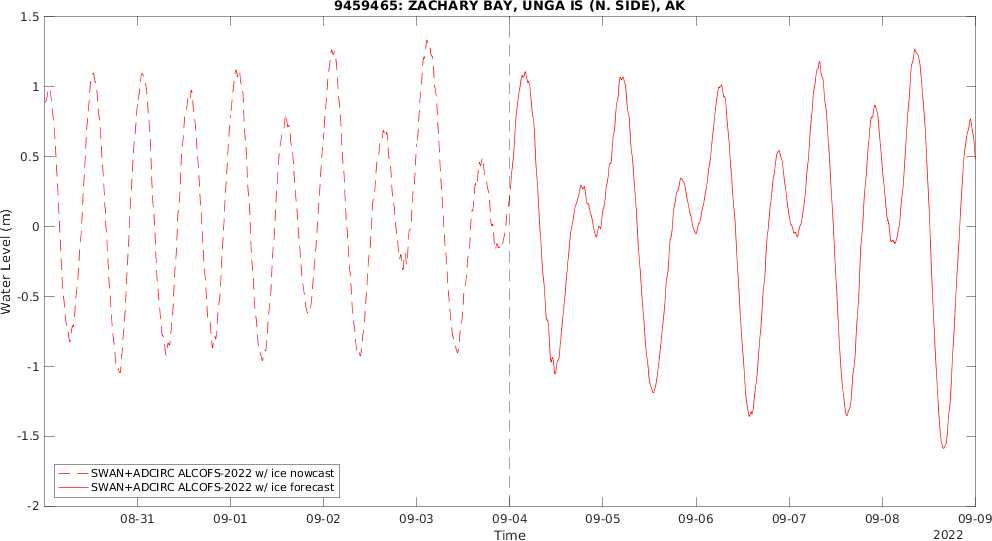 9459465: ZACHARY BAY, UNGA IS (N. SIDE), AK
1.5
1
0.5
0
-0.5
-1
-1.5
-2
Water Level (m)
SWAN+ADCIRC ALCOFS-2022 w/ ice nowcast
SWAN+ADCIRC ALCOFS-2022 w/ ice forecast
08-31 09-01 09-02 09-03 09-04 09-05 09-06 09-07 09-08 09-09
Time
2022